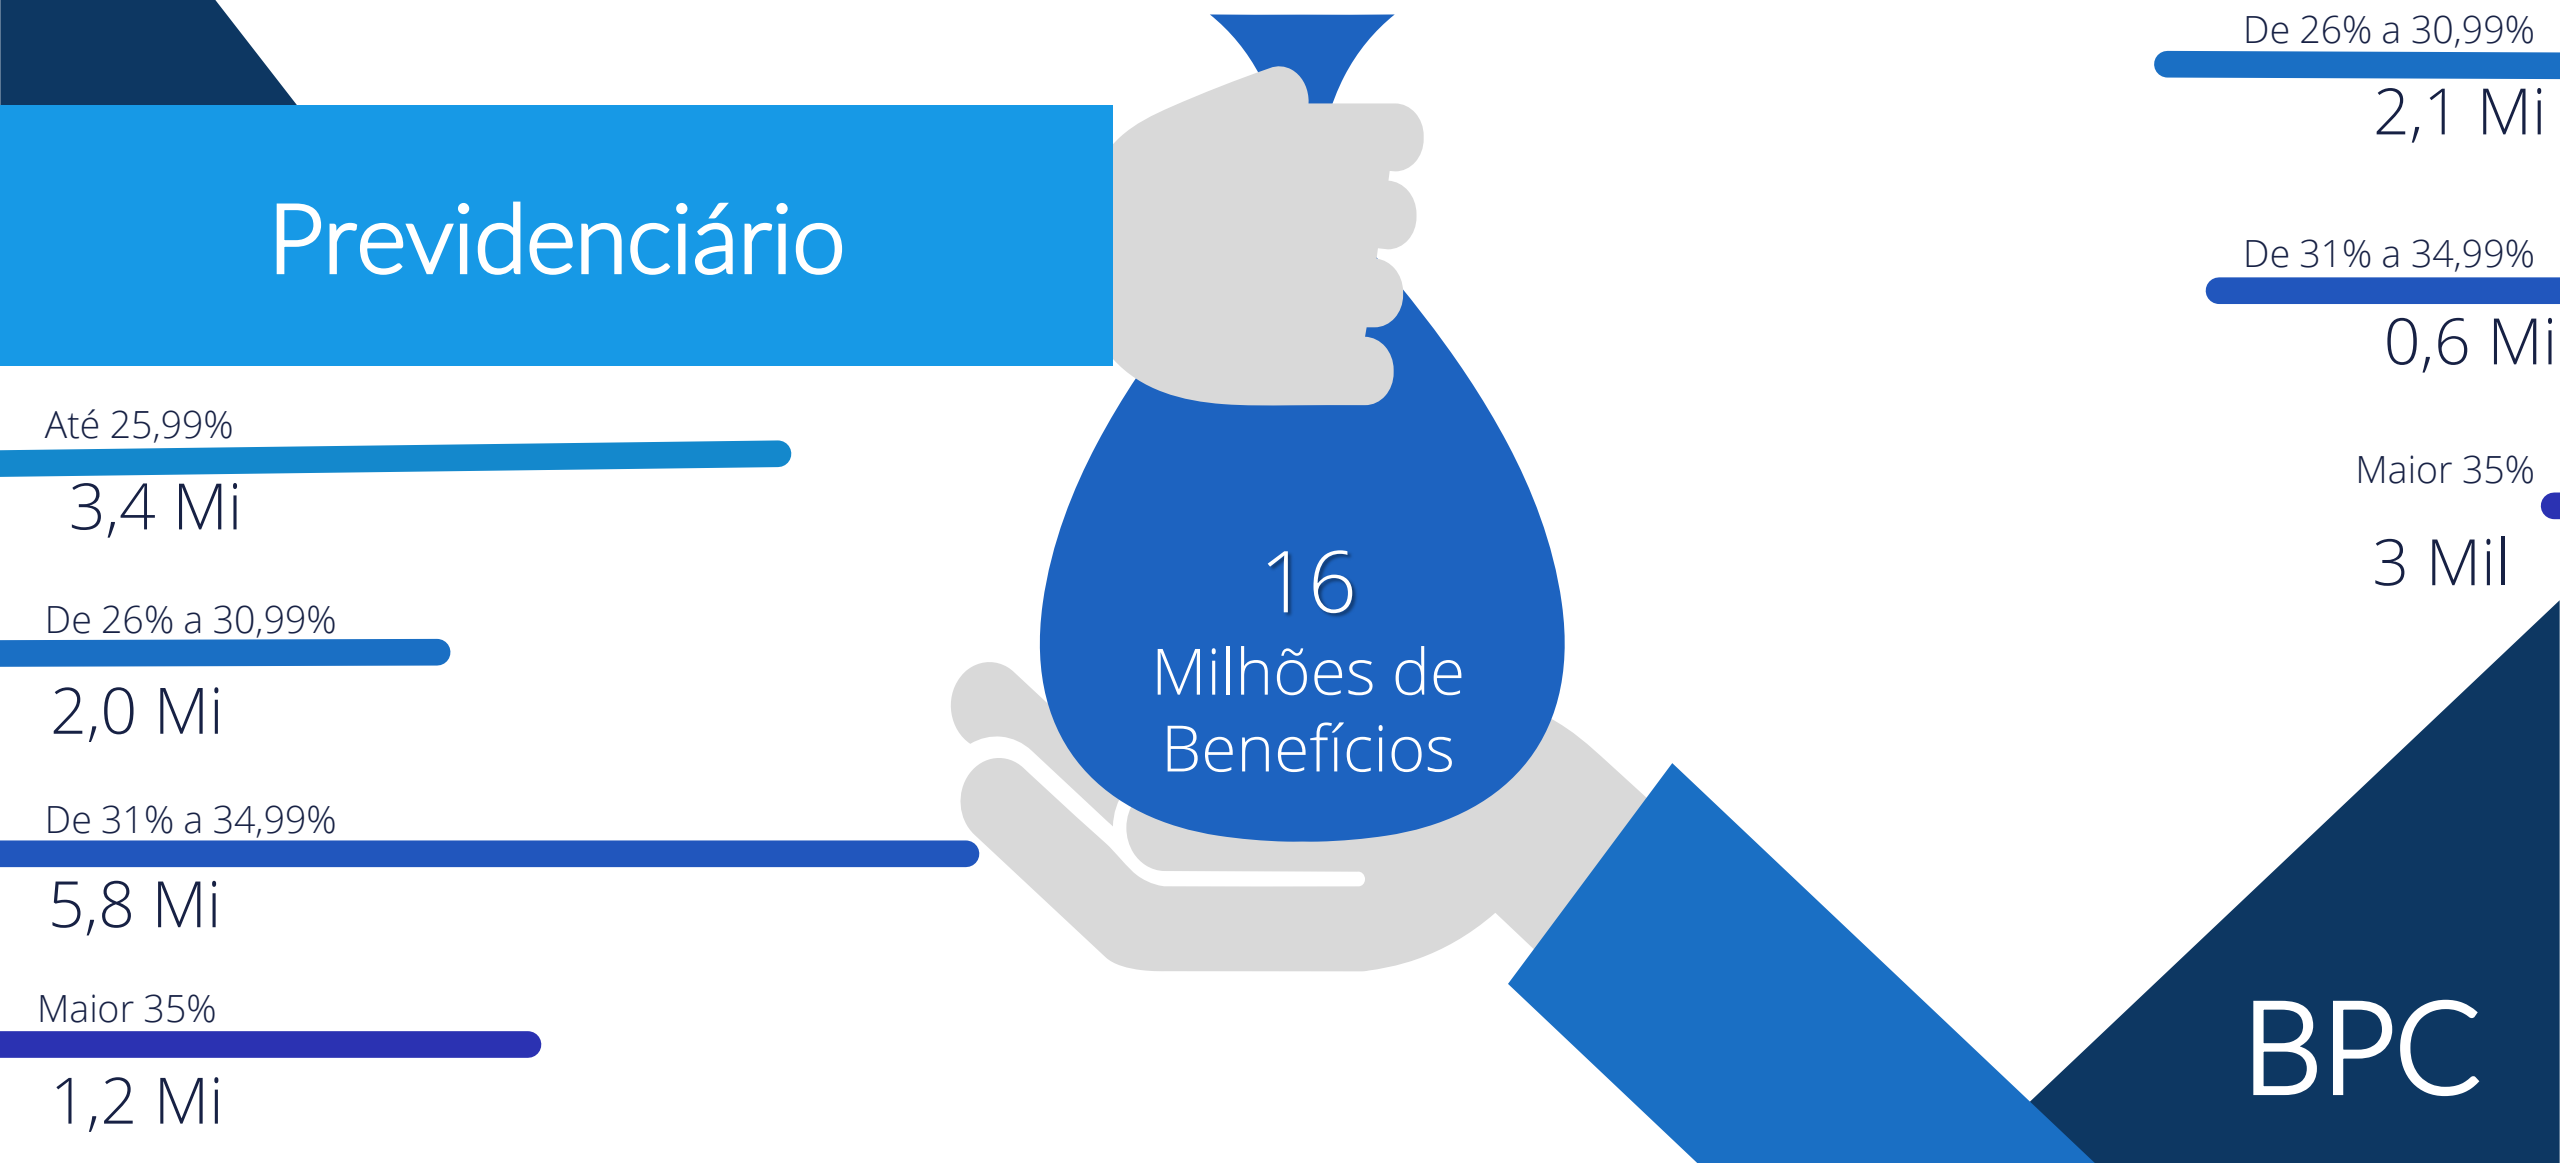 Previdenciário
Até 25,99%
3,4 Mi
De 26% a 30,99%
2,0 Mi
De 31% a 34,99%
5,8 Mi
Maior 35%
1,2 Mi
16
Milhões de
Benefícios
De 26% a 30,99%
2,1 Mi
De 31% a 34,99%
0,6 Mi
Maior 35%
3 Mil
BPC